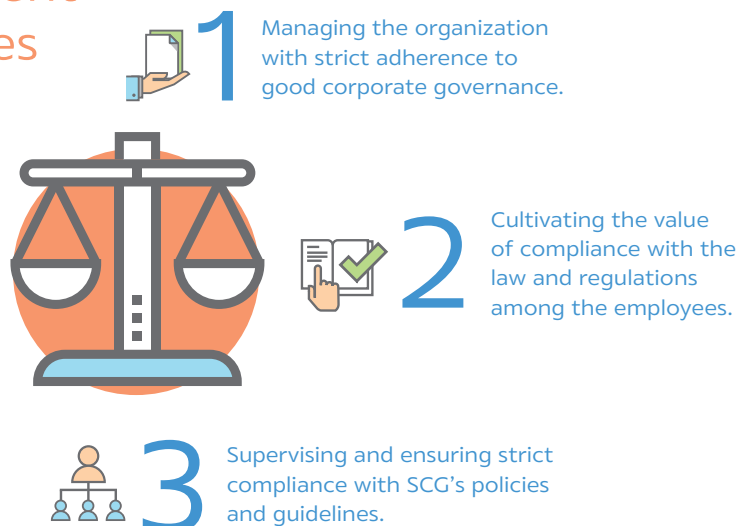 es
1
Managing the organization
with strict adherence to
good corporate governance.
2
Cultivating the value
of compliance with the
law and regulations
among the employees.
3
Supervising and ensuring strict
compliance with SCG's policies
and guidelines.